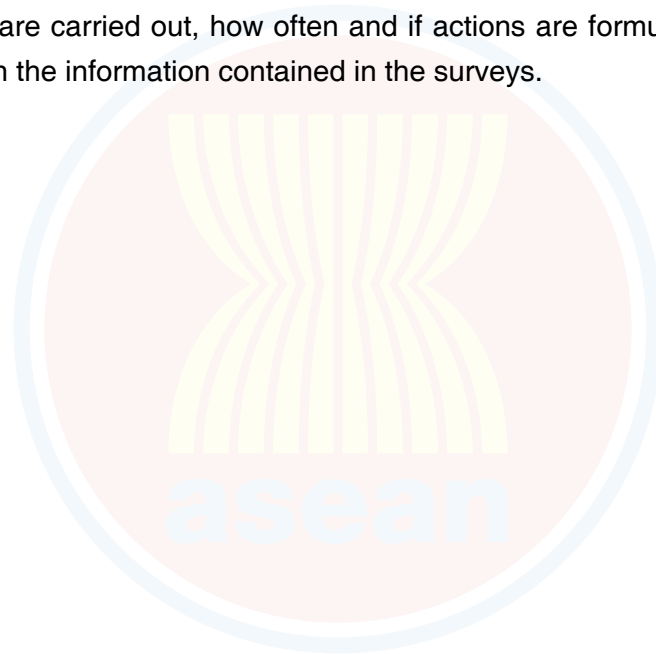 are carried out, how often and if actions are formu
n the information contained in the surveys.
asean